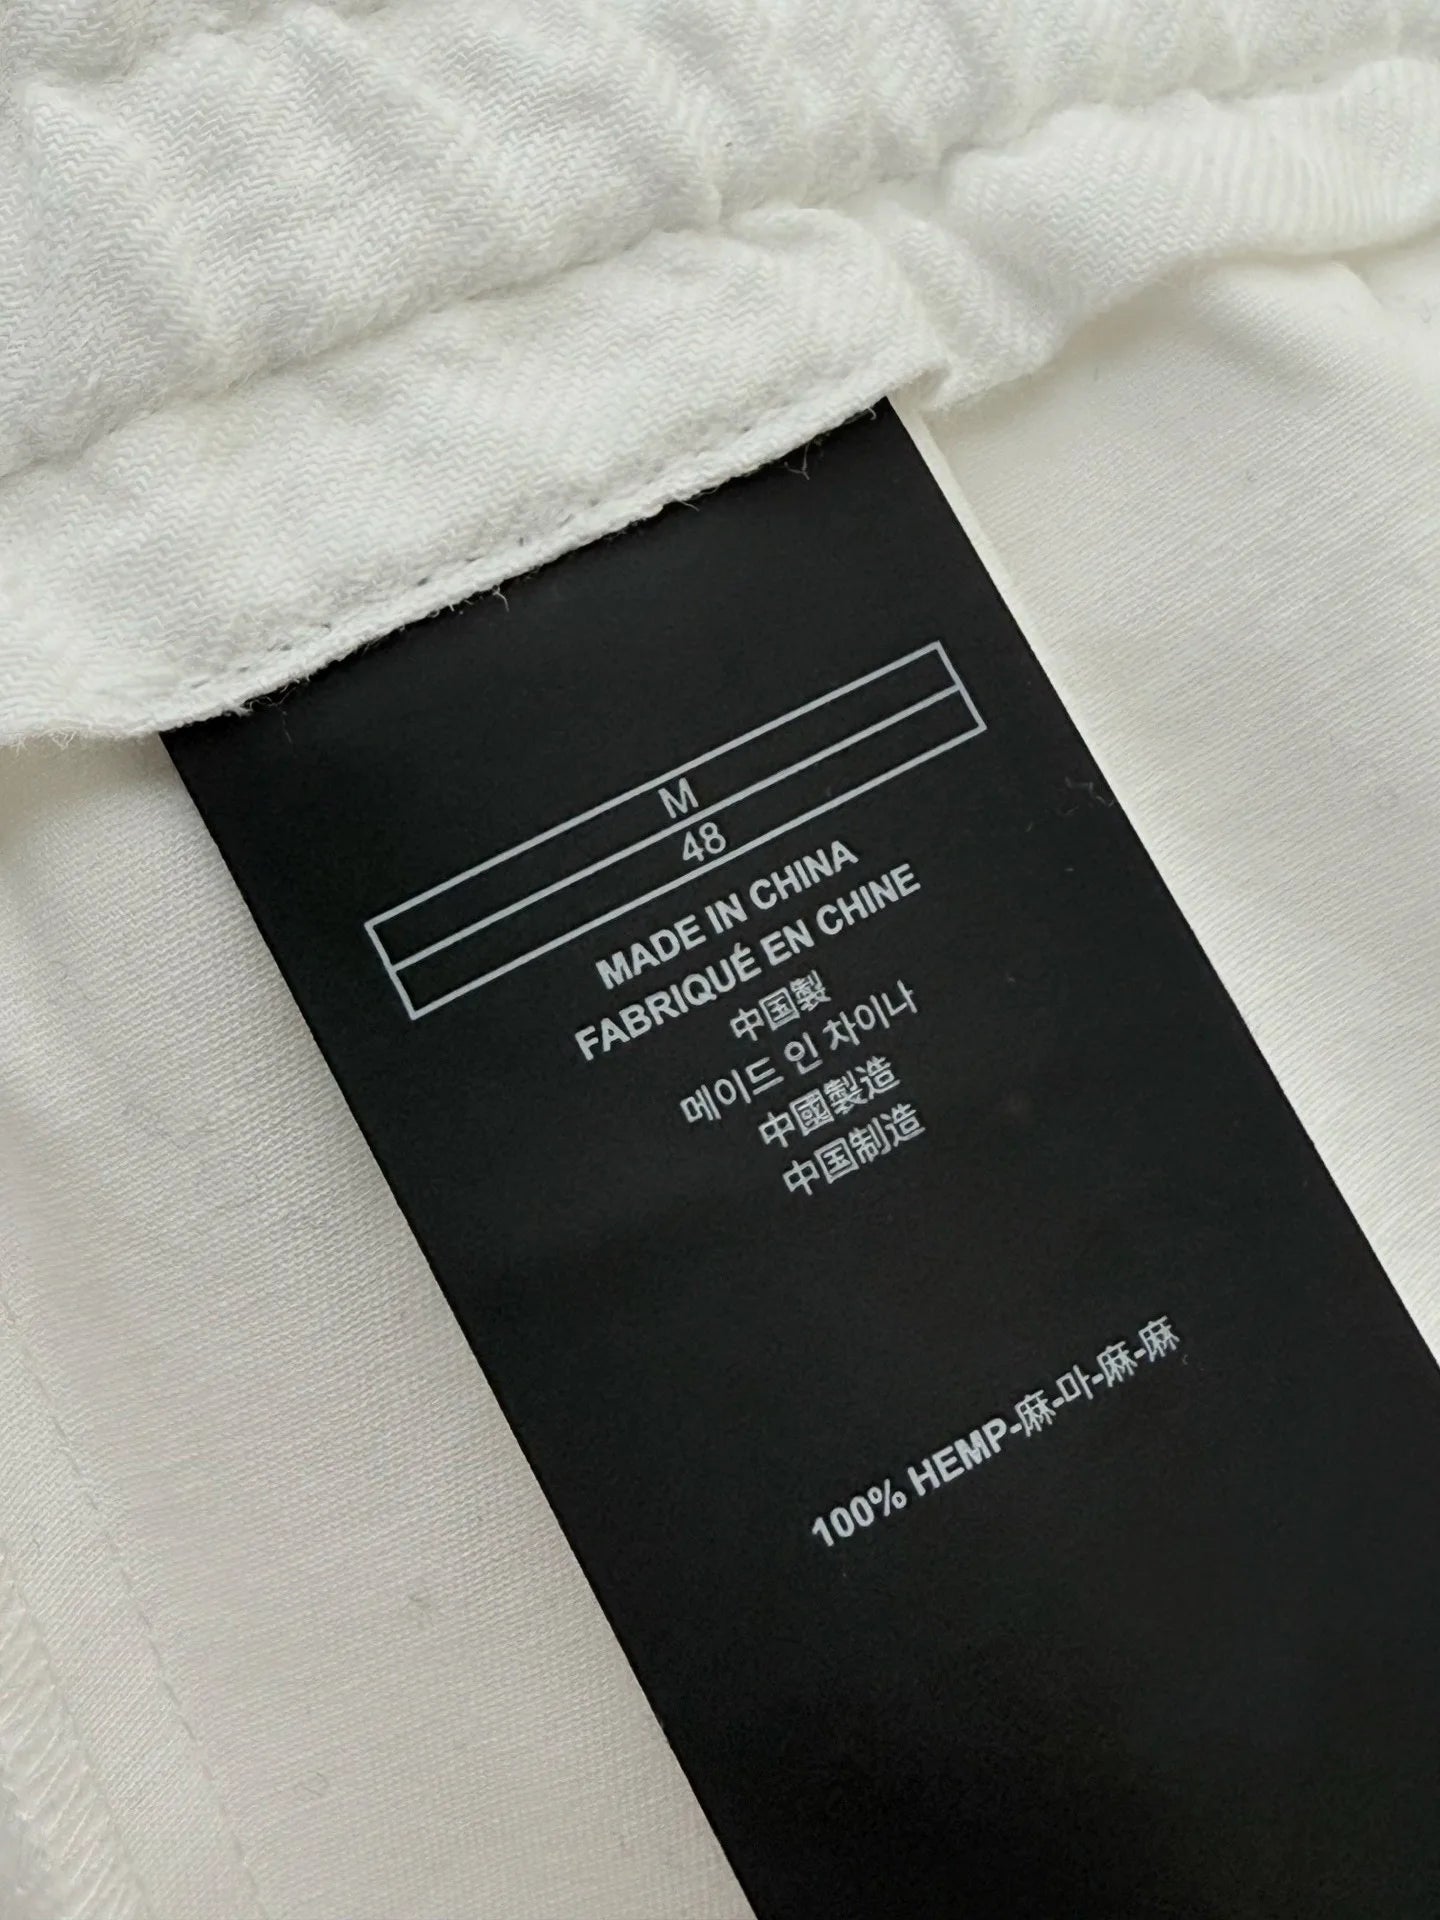 M
48
MADE IN CHINA
FABRIQUÉ EN CHINE
中国製
메이드 인 차이나
中國製造
中国制造
100% HEMP-麻-마-麻-麻